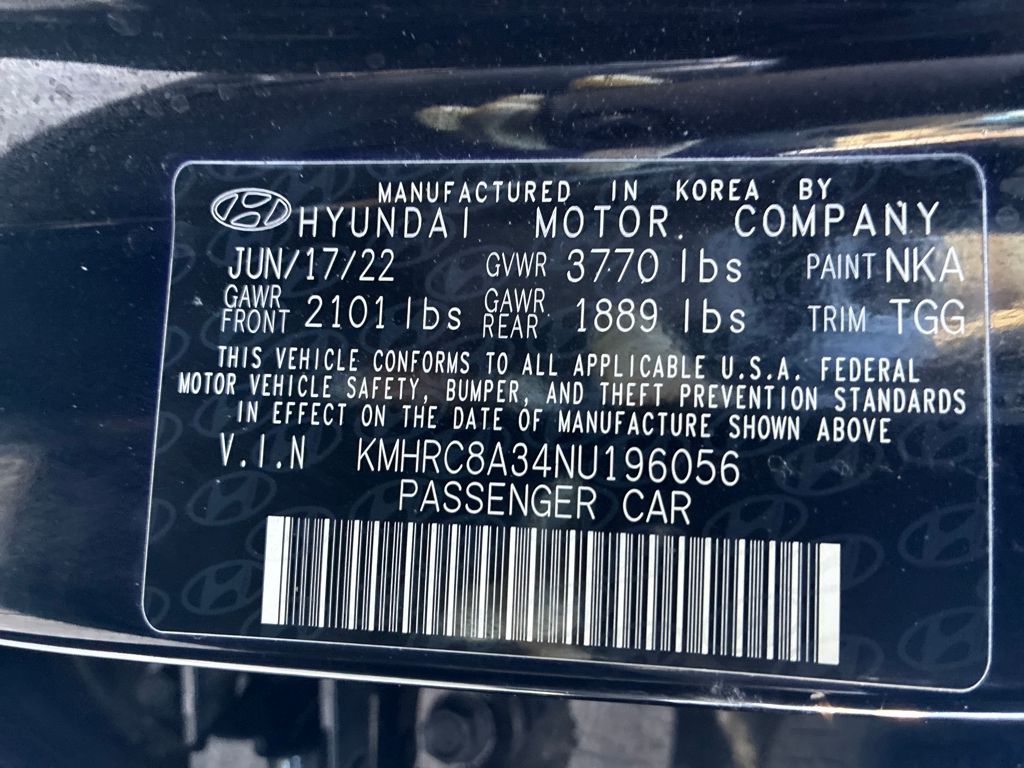 MANUFACTURED IN KOREA BY
HYUNDAI MOTOR. COMPANY
JUN/17/22 GVWR 3770 lbs PAINT NKA
GAWR FRONT 2101 lbs GAWR REAR 1889 lbs TRIM TGG
THIS VEHICLE CONFORMS TO ALL APPLICABLE U.S.A. FEDERAL
MOTOR VEHICLE SAFETY, BUMPER, AND THEFT PREVENTION STANDARDS
IN EFFECT ON THE DATE OF MANUFACTURE SHOWN ABOVE
V.I.N KMHRC8A34NU196056
PASSENGER CAR